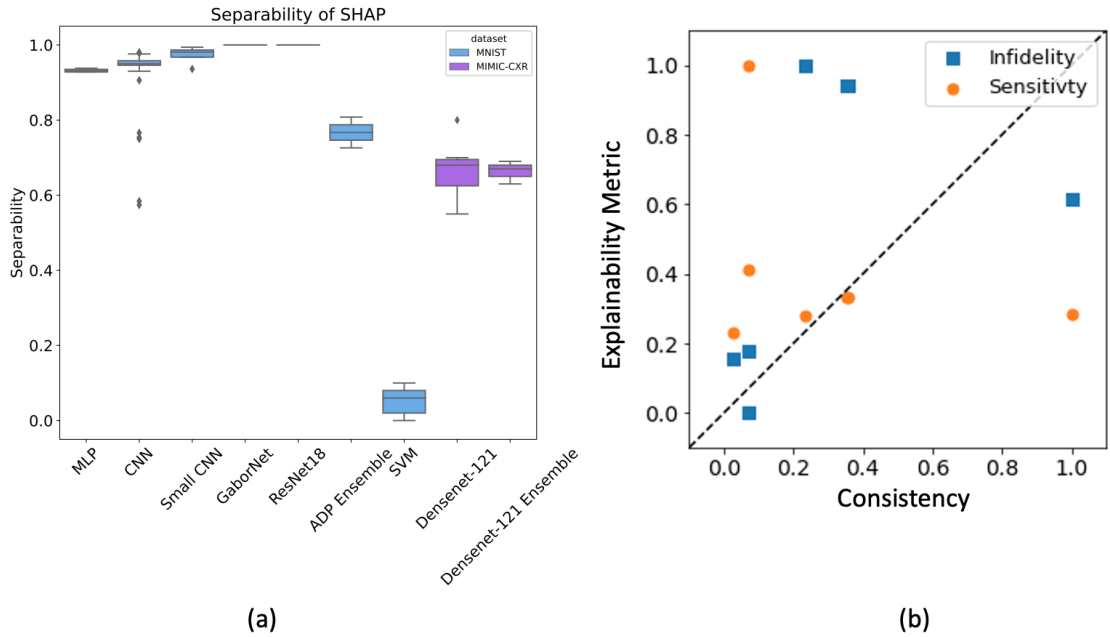 Separability of SHAP
dataset
MNIST
MIMIC-CXR
Separability
1.0
0.8
0.6
0.4
0.2
0.0
MLP
CNN
Small CNN
GaborNet
ResNet18
ADP Ensemble
SVM
Densenet-121
Densenet-121 Ensemble
(a)
Infidelity
Sensitivty
Explainability Metric
1.0
0.8
0.6
0.4
0.2
0.0
0.0 0.2 0.4 0.6 0.8 1.0
Consistency
(b)